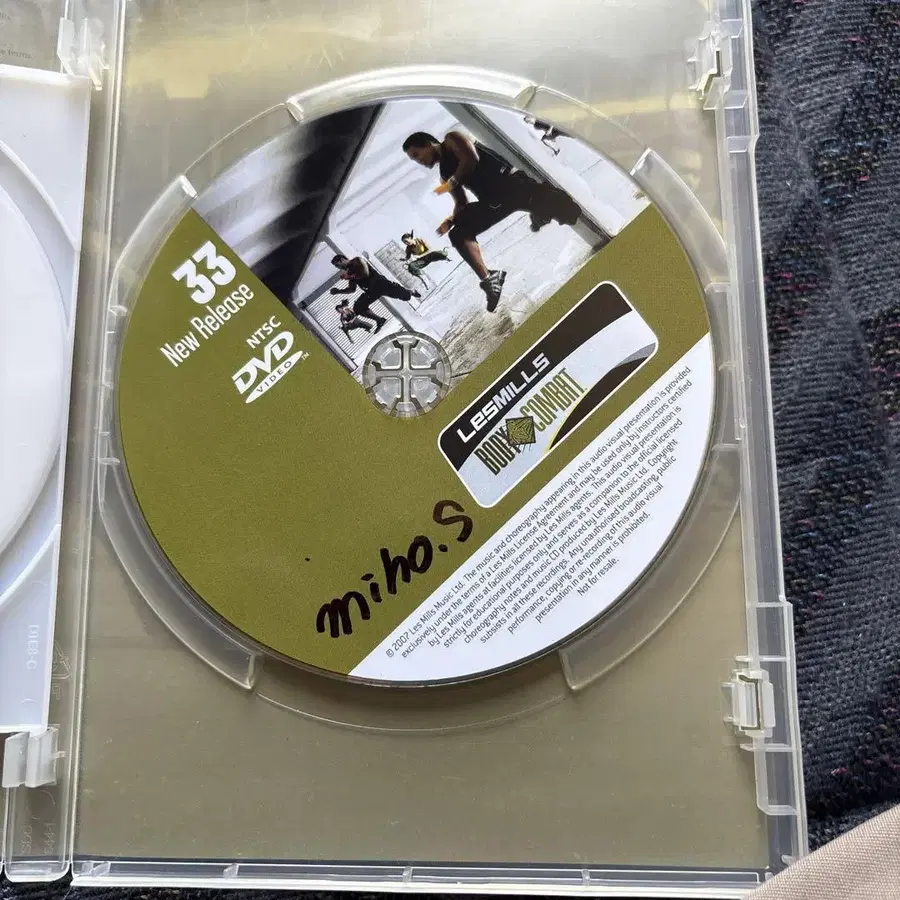 33
New Release
NTSC
DVD
VIDEO™
LESMILLS
BODY COMBAT
miho.S
© 2007 Les Mills Music Ltd. The music and choreography appearing in this audio visual presentation is provided
exclusively under the terms of a Les Mills License Agreement and may be used only by instructors certified
by Les Mills agents at facilities licensed by Les Mills agents. This audio visual presentation is
strictly for educational purposes only and serves as a companion to the official licensed
choreography notes and music CD produced by Les Mills Music Ltd. Copyright
subsists in all these recordings. Any unauthorised broadcasting, public
performance, copying or re-recording of this audio visual
presentation in any manner is prohibited.
Not for resale.